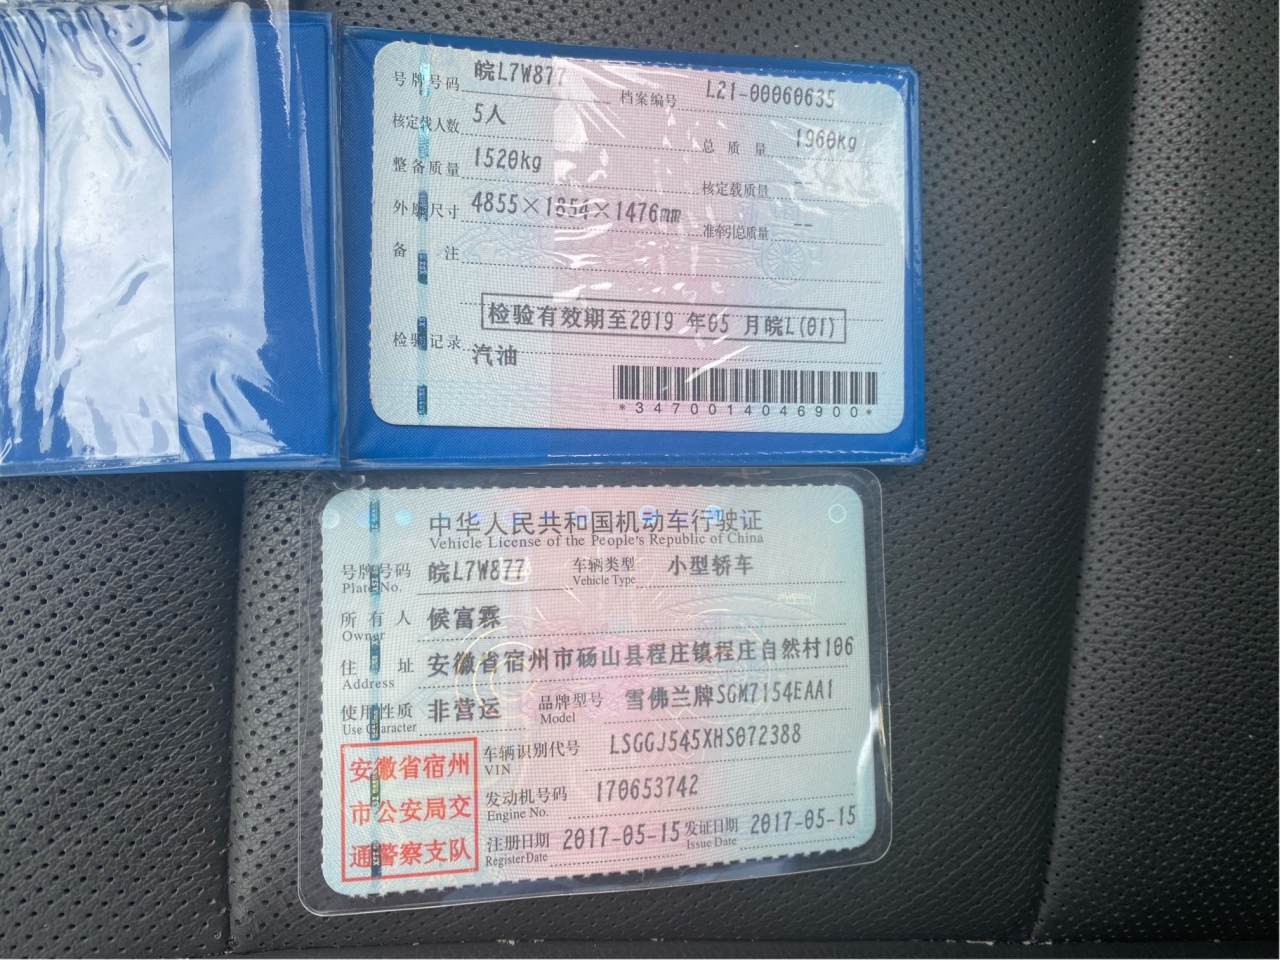 号牌号码 皖L7W877 档案编号 L21-00060635
核定载人数 5人 总质量 1960kg
整备质量 1520kg 核定载质量 --
外廓尺寸 4855×1854×1476mm 准牵引总质量 --
备注
检验有效期至2019 年05 月皖L(01)
检验记录 汽油
*3470014046900*
中华人民共和国机动车行驶证
Vehicle License of the People's Republic of China
号牌号码 皖L7W877 车辆类型 小型轿车
Plate No. Vehicle Type
所有人 候富霖
Owner
住址 安徽省宿州市砀山县程庄镇程庄自然村106
Address
使用性质 非营运 品牌型号 雪佛兰牌SGM7154EAA1
Use Character Model
车辆识别代号 LSGGJ545XHS072388
VIN
发动机号码 170653742
Engine No.
注册日期 2017-05-15 发证日期 2017-05-15
Register Date Issue Date
安徽省宿州
市公安局交
通警察支队